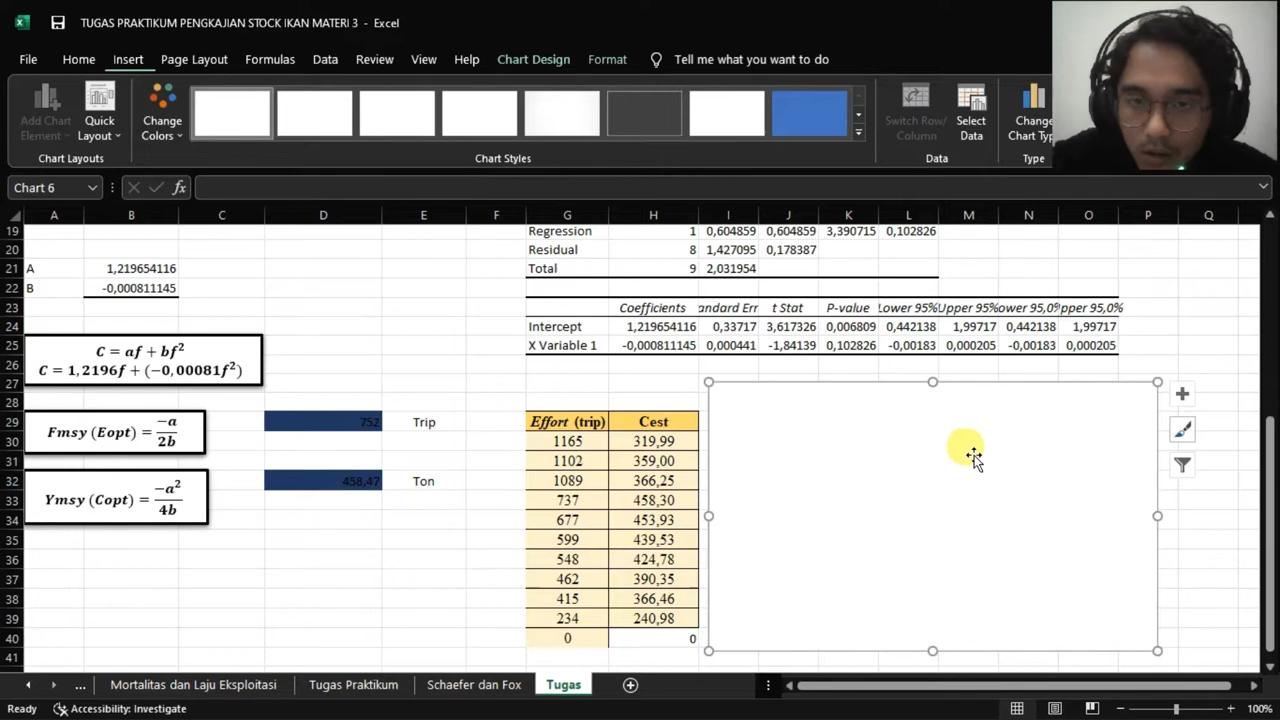 TUGAS PRAKTIKUM PENGKAJIAN STOCK IKAN MATERI 3 - Excel
File Home Insert Page Layout Formulas Data Review View Help Chart Design Format Tell me what you want to do
Add Chart Element
Quick Layout
Change Colors
Switch Row/ Column
Select Data
Change Chart Type
Chart Layouts Chart Styles Data Type
Chart 6 fx
A B C D E F G H I J K L M N O P Q
19 Regression 1 0,604859 0,604859 3,390715 0,102826
20 Residual 8 1,427095 0,178387
21 A 1,219654116 Total 9 2,031954
22 B -0,000811145
23 Coefficients andard Err t Stat P-value Lower 95% Upper 95% ower 95,0% pper 95,0%
24 Intercept 1,219654116 0,33717 3,617326 0,006809 0,442138 1,99717 0,442138 1,99717
25 X Variable 1 -0,000811145 0,000441 -1,84139 0,102826 -0,00183 0,000205 -0,00183 0,000205
C = af + bf²
26
C = 1,2196f + (−0,00081f²)
27
28
29 Fmsy (Eopt) = −a / 2b 752 Trip Effort (trip) Cest
30 1165 319,99
31 1102 359,00
32 Ymsy (Copt) = −a² / 4b 458,47 Ton 1089 366,25
33 737 458,30
34 677 453,93
35 599 439,53
36 548 424,78
37 462 390,35
38 415 366,46
39 234 240,98
40 0 0
41
... Mortalitas dan Laju Eksploitasi Tugas Praktikum Schaefer dan Fox Tugas
Ready Accessibility: Investigate 100%